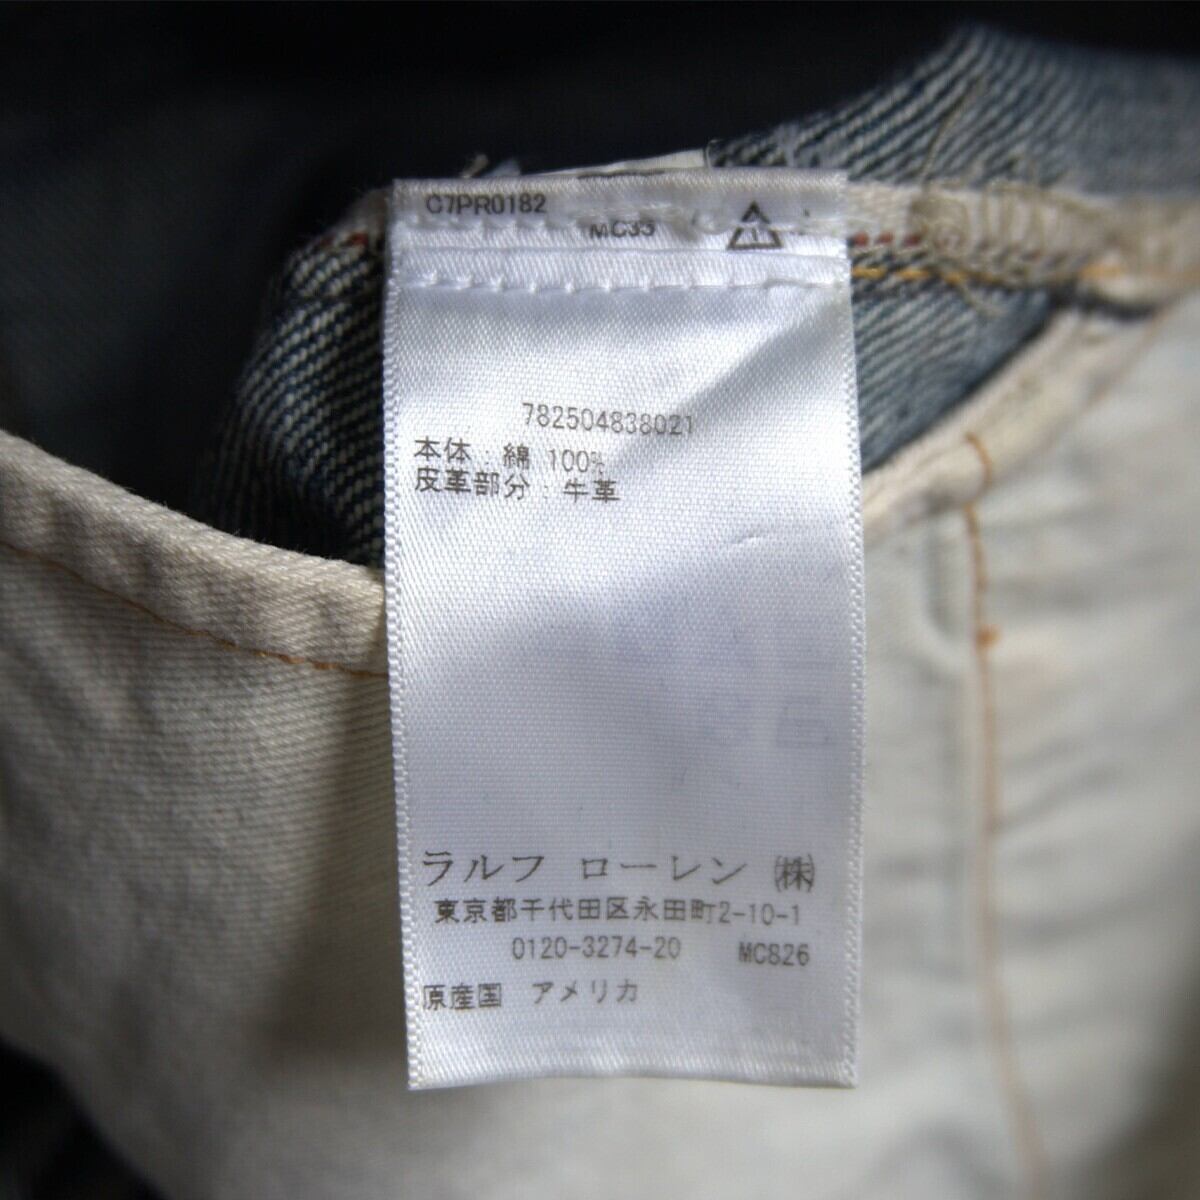 C7PR0182
MC33
782504838021
本体：綿 100%
皮革部分：牛革
ラルフ ローレン ㈱
東京都千代田区永田町2-10-1
0120-3274-20 MC826
原産国 アメリカ